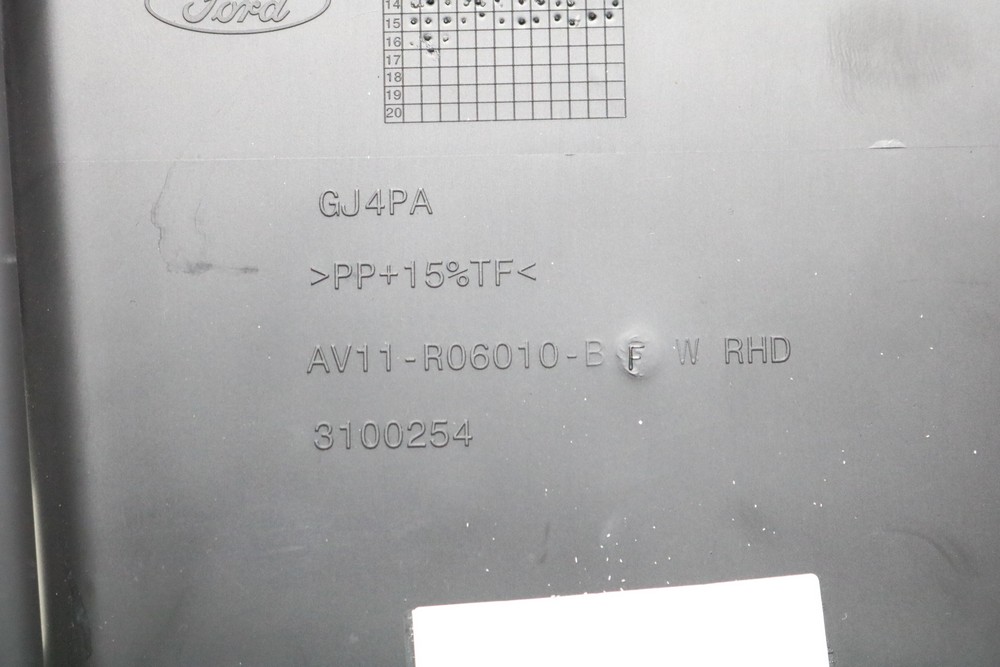 Ford
14
15
16
17
18
19
20
GJ4PA
>PP+15%TF<
AV11-R06010-B F W RHD
3100254